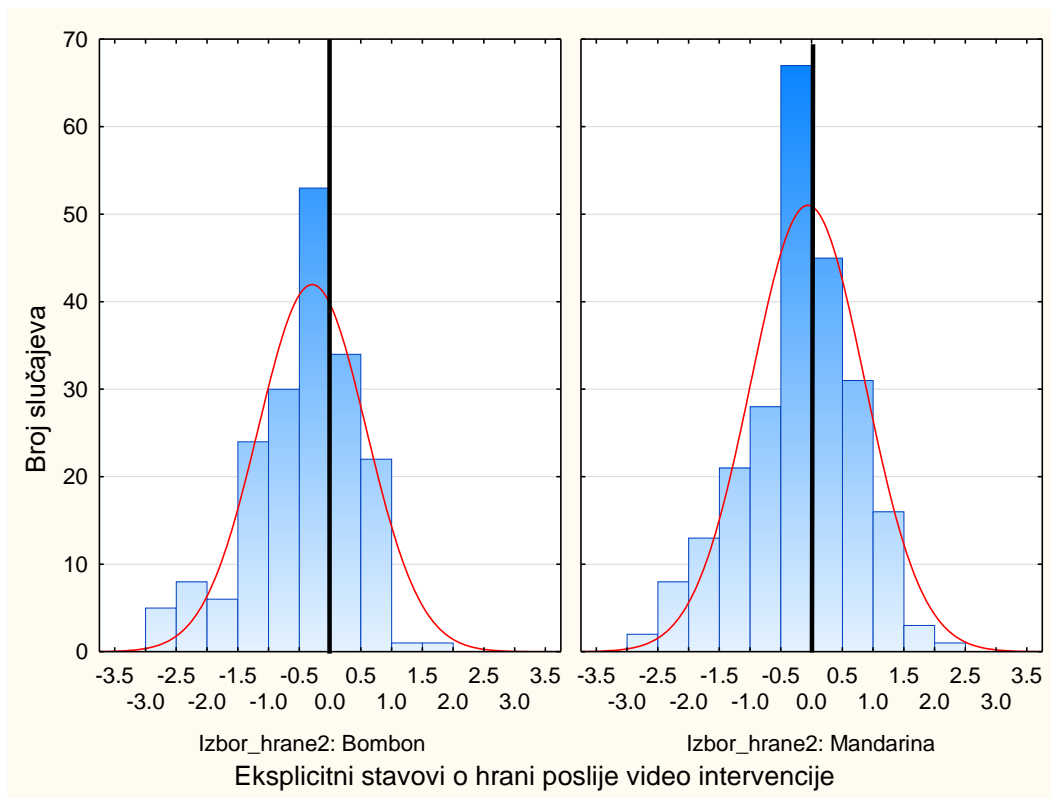 70
60
50
40
30
20
10
0
Broj slučajeva
-3.5 -2.5 -1.5 -0.5 0.5 1.5 2.5 3.5
-3.0 -2.0 -1.0 0.0 1.0 2.0 3.0
Izbor_hrane2: Bombon
-3.5 -2.5 -1.5 -0.5 0.5 1.5 2.5 3.5
-3.0 -2.0 -1.0 0.0 1.0 2.0 3.0
Izbor_hrane2: Mandarina
Eksplicitni stavovi o hrani poslije video intervencije